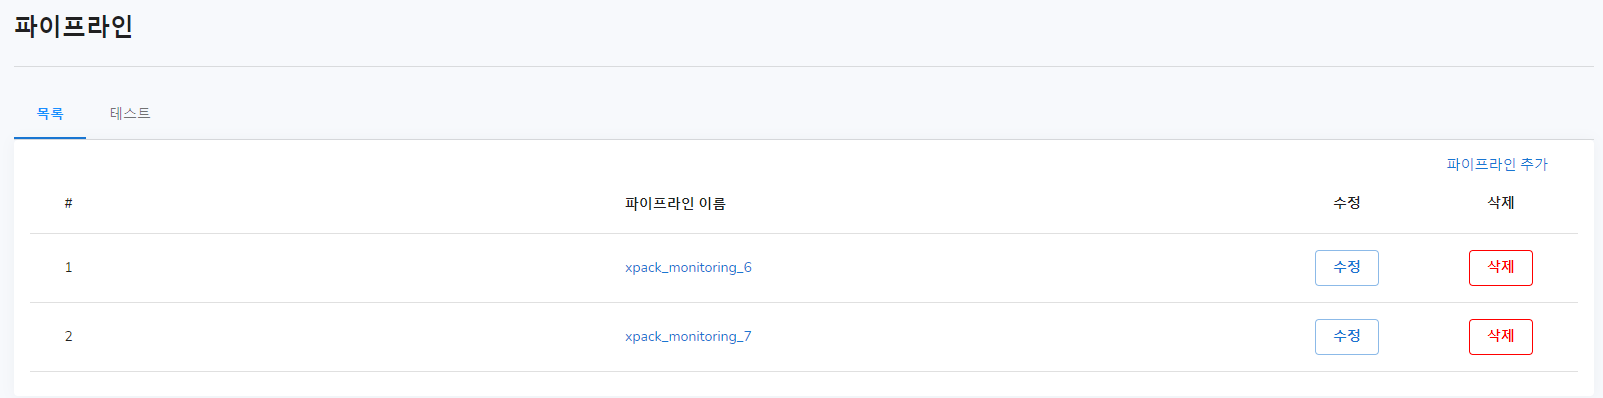 파이프라인
목록 테스트
파이프라인 추가
# 파이프라인 이름 수정 삭제
1 xpack_monitoring_6 수정 삭제
2 xpack_monitoring_7 수정 삭제